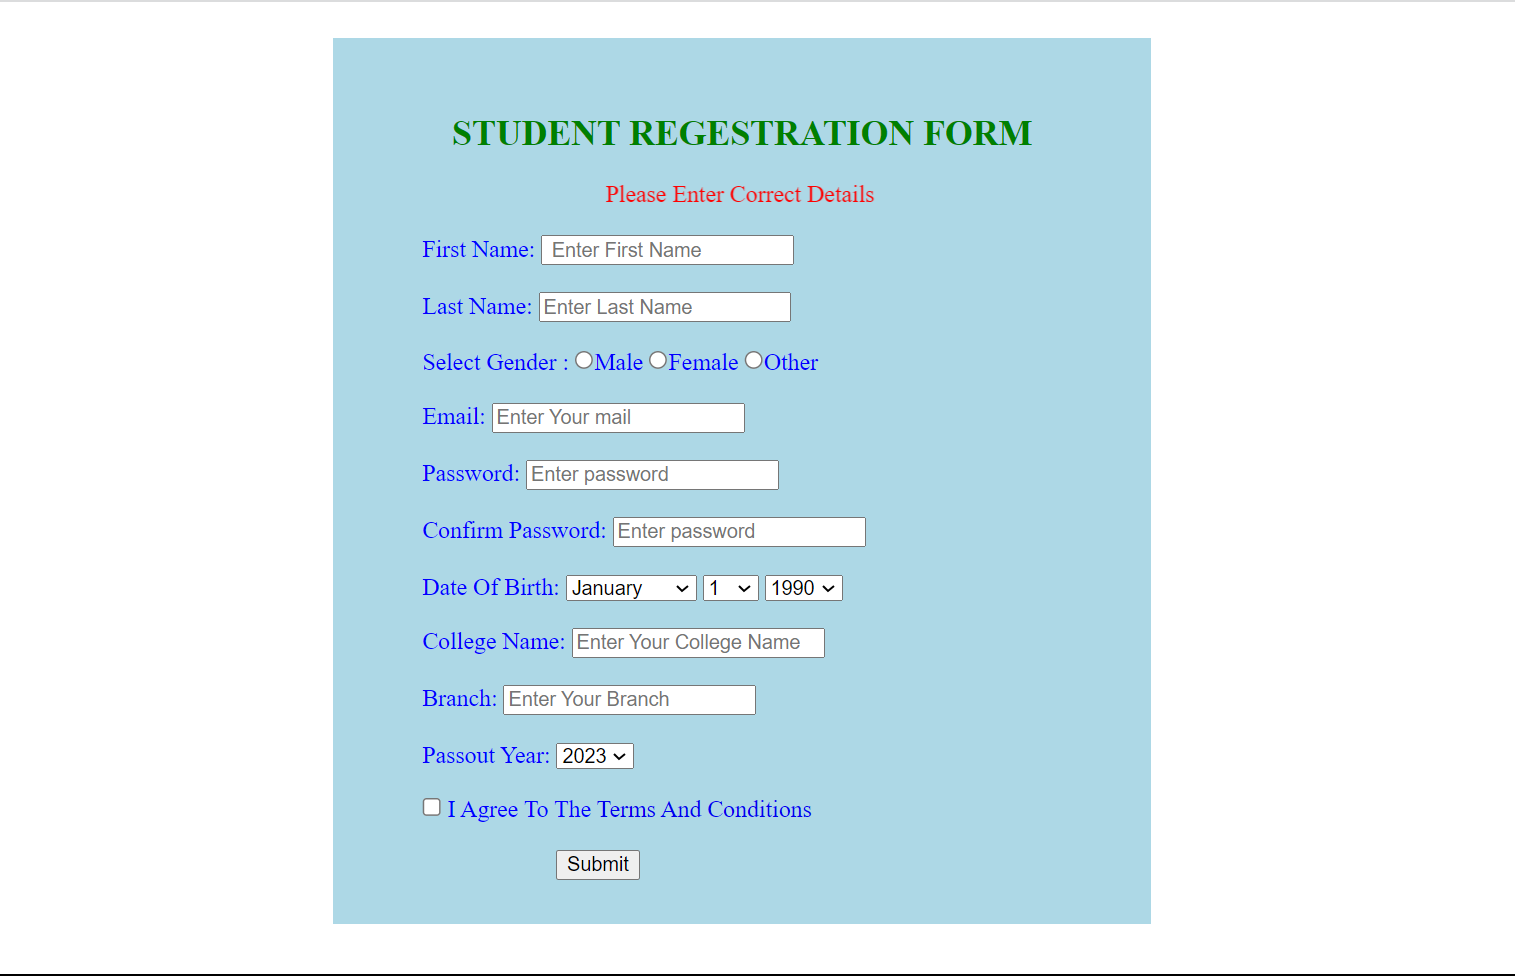 STUDENT REGESTRATION FORM
Please Enter Correct Details
First Name: Enter First Name
Last Name: Enter Last Name
Select Gender : Male Female Other
Email: Enter Your mail
Password: Enter password
Confirm Password: Enter password
Date Of Birth: January 1 1990
College Name: Enter Your College Name
Branch: Enter Your Branch
Passout Year: 2023
I Agree To The Terms And Conditions
Submit